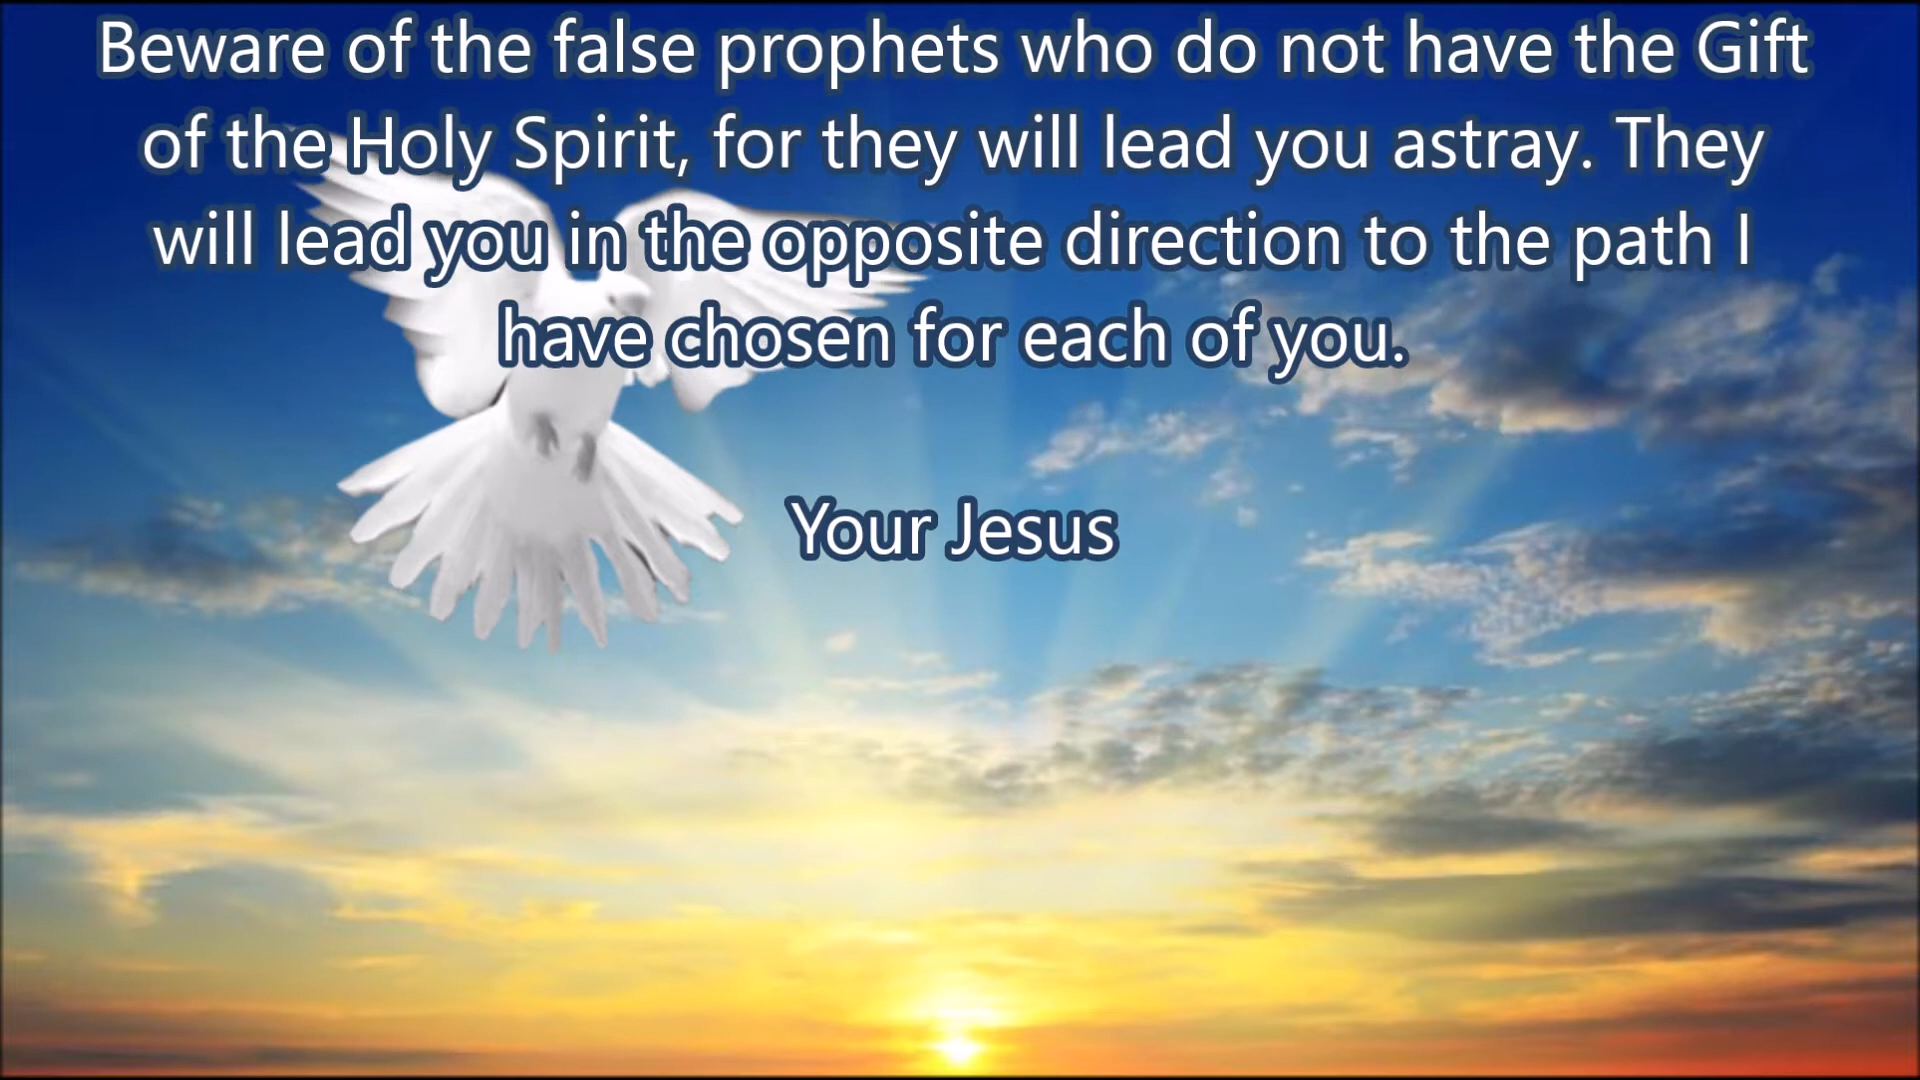 Beware of the false prophets who do not have the Gift
of the Holy Spirit, for they will lead you astray. They
will lead you in the opposite direction to the path I
have chosen for each of you.
Your Jesus